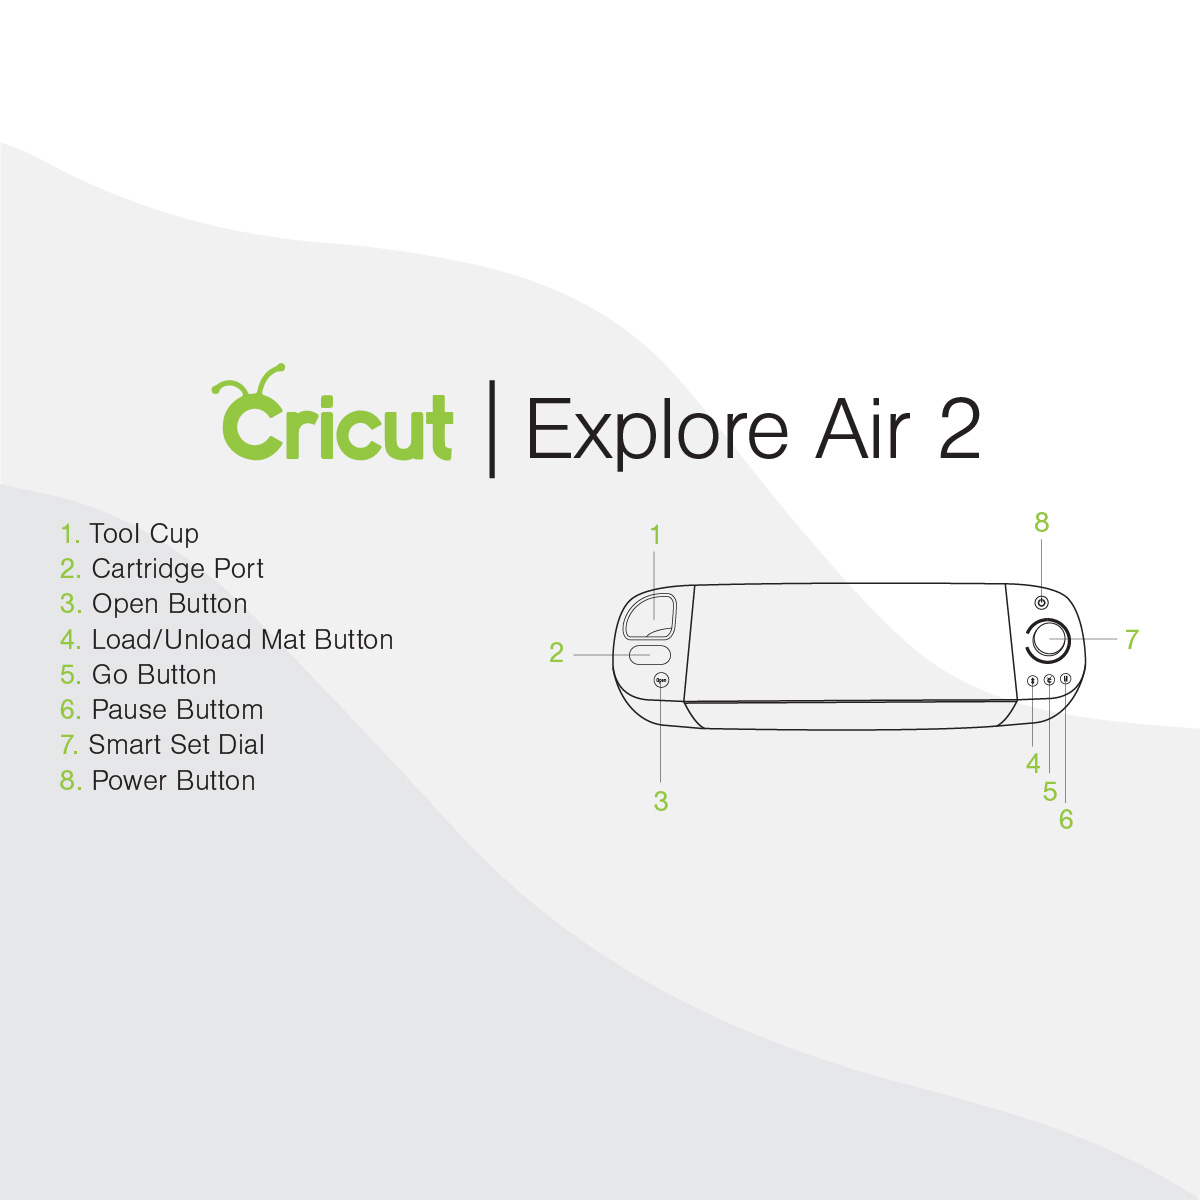 Cricut | Explore Air 2
1. Tool Cup
2. Cartridge Port
3. Open Button
4. Load/Unload Mat Button
5. Go Button
6. Pause Buttom
7. Smart Set Dial
8. Power Button
1
8
2
7
Open
4
3
5
6